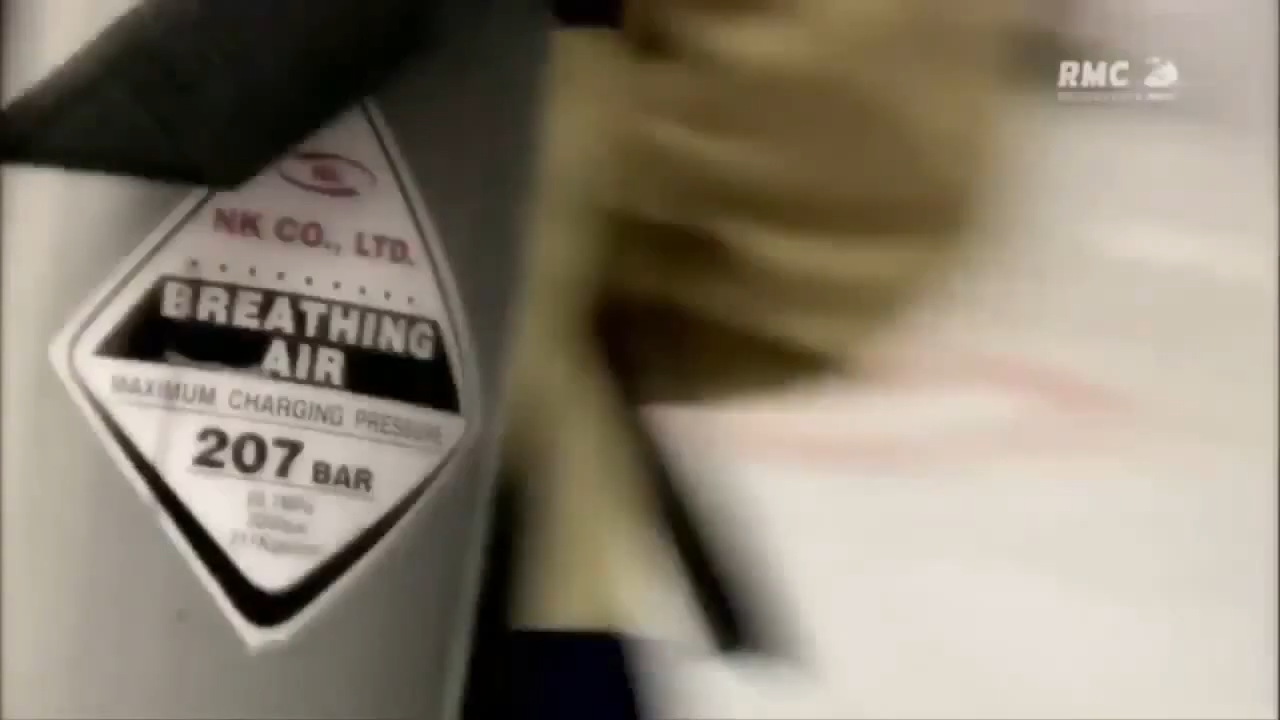 RMC
NK CO., LTD.
BREATHING
AIR
MAXIMUM CHARGING PRESSURE
207 BAR